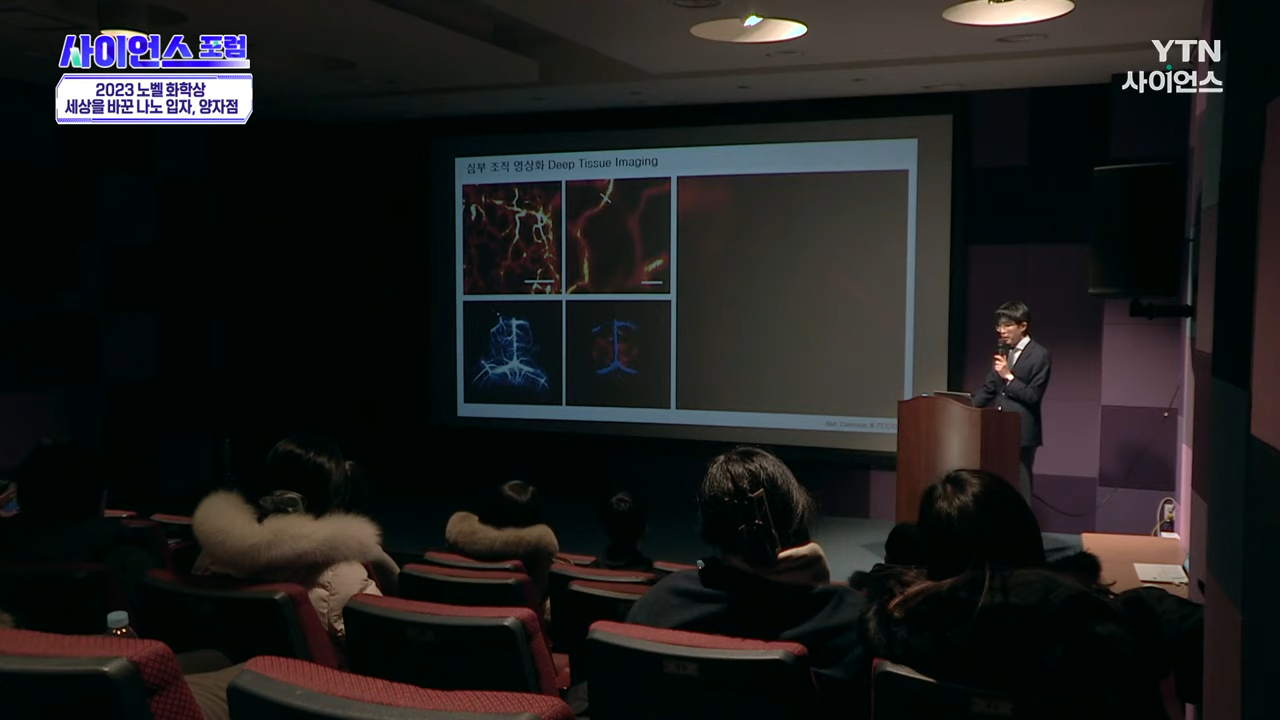 사이언스 포럼
2023 노벨 화학상
세상을 바꾼 나노 입자, 양자점
YTN
사이언스
심부 조직 영상화 Deep Tissue Imaging